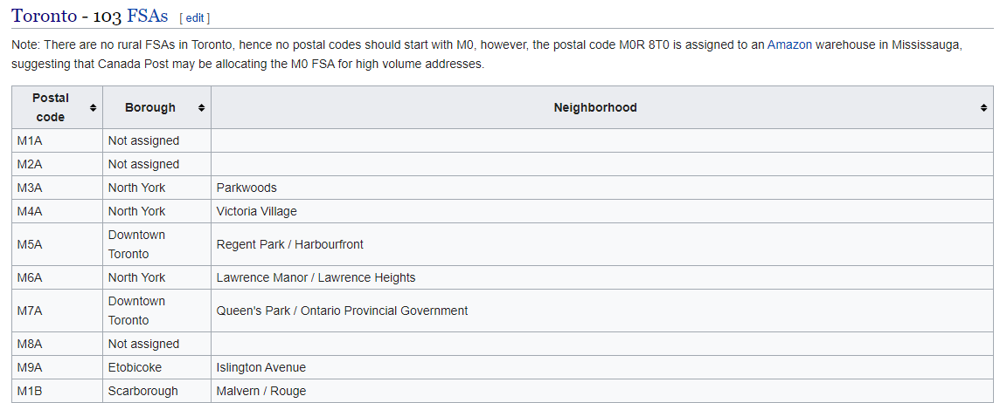 Toronto - 103 FSAs [ edit ]
Note: There are no rural FSAs in Toronto, hence no postal codes should start with M0, however, the postal code M0R 8T0 is assigned to an Amazon warehouse in Mississauga,
suggesting that Canada Post may be allocating the M0 FSA for high volume addresses.
Postal code Borough Neighborhood
M1A Not assigned
M2A Not assigned
M3A North York Parkwoods
M4A North York Victoria Village
M5A Downtown Toronto Regent Park / Harbourfront
M6A North York Lawrence Manor / Lawrence Heights
M7A Downtown Toronto Queen's Park / Ontario Provincial Government
M8A Not assigned
M9A Etobicoke Islington Avenue
M1B Scarborough Malvern / Rouge